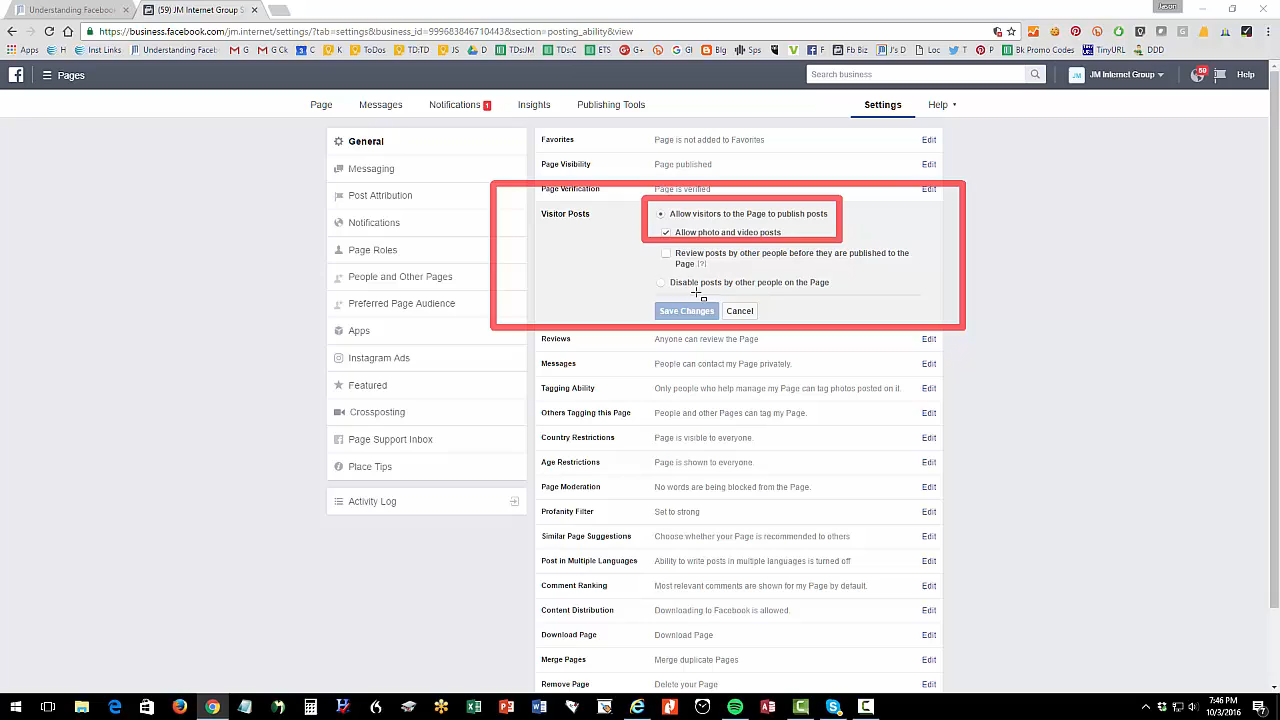 Understanding Facebook
(59) JM Internet Group S
Jason
https://business.facebook.com/jm.internet/settings/?tab=settings&business_id=999683846710443&section=posting_ability&view
Apps
H
Inst Links
Understanding Facebo
G M
G Ck
C
K
ToDos
TD-TD
JS
TDsJM
TDsC
EST
G+
GI
Blg
Sps
F
Fb Biz
J's D
Loc
T
Bk Promo Codes
TinyURL
DDD
Pages
Search business
JM
JM Internet Group
59
Help
Page
Messages
Notifications 1
Insights
Publishing Tools
Settings
Help
General
Messaging
Post Attribution
Notifications
Page Roles
People and Other Pages
Preferred Page Audience
Apps
Instagram Ads
Featured
Crossposting
Page Support Inbox
Place Tips
Activity Log
Favorites Page is not added to Favorites Edit
Page Visibility Page published Edit
Page Verification Page is verified Edit
Visitor Posts Allow visitors to the Page to publish posts
Allow photo and video posts
Review posts by other people before they are published to the
Page [?]
Disable posts by other people on the Page
Save Changes Cancel
Reviews Anyone can review the Page Edit
Messages People can contact my Page privately. Edit
Tagging Ability Only people who help manage my Page can tag photos posted on it. Edit
Others Tagging this Page People and other Pages can tag my Page. Edit
Country Restrictions Page is visible to everyone. Edit
Age Restrictions Page is shown to everyone. Edit
Page Moderation No words are being blocked from the Page. Edit
Profanity Filter Set to strong Edit
Similar Page Suggestions Choose whether your Page is recommended to others Edit
Post in Multiple Languages Ability to write posts in multiple languages is turned off Edit
Comment Ranking Most relevant comments are shown for my Page by default. Edit
Content Distribution Downloading to Facebook is allowed. Edit
Download Page Download Page Edit
Merge Pages Merge duplicate Pages Edit
Remove Page Delete your Page Edit
7:46 PM
10/3/2016